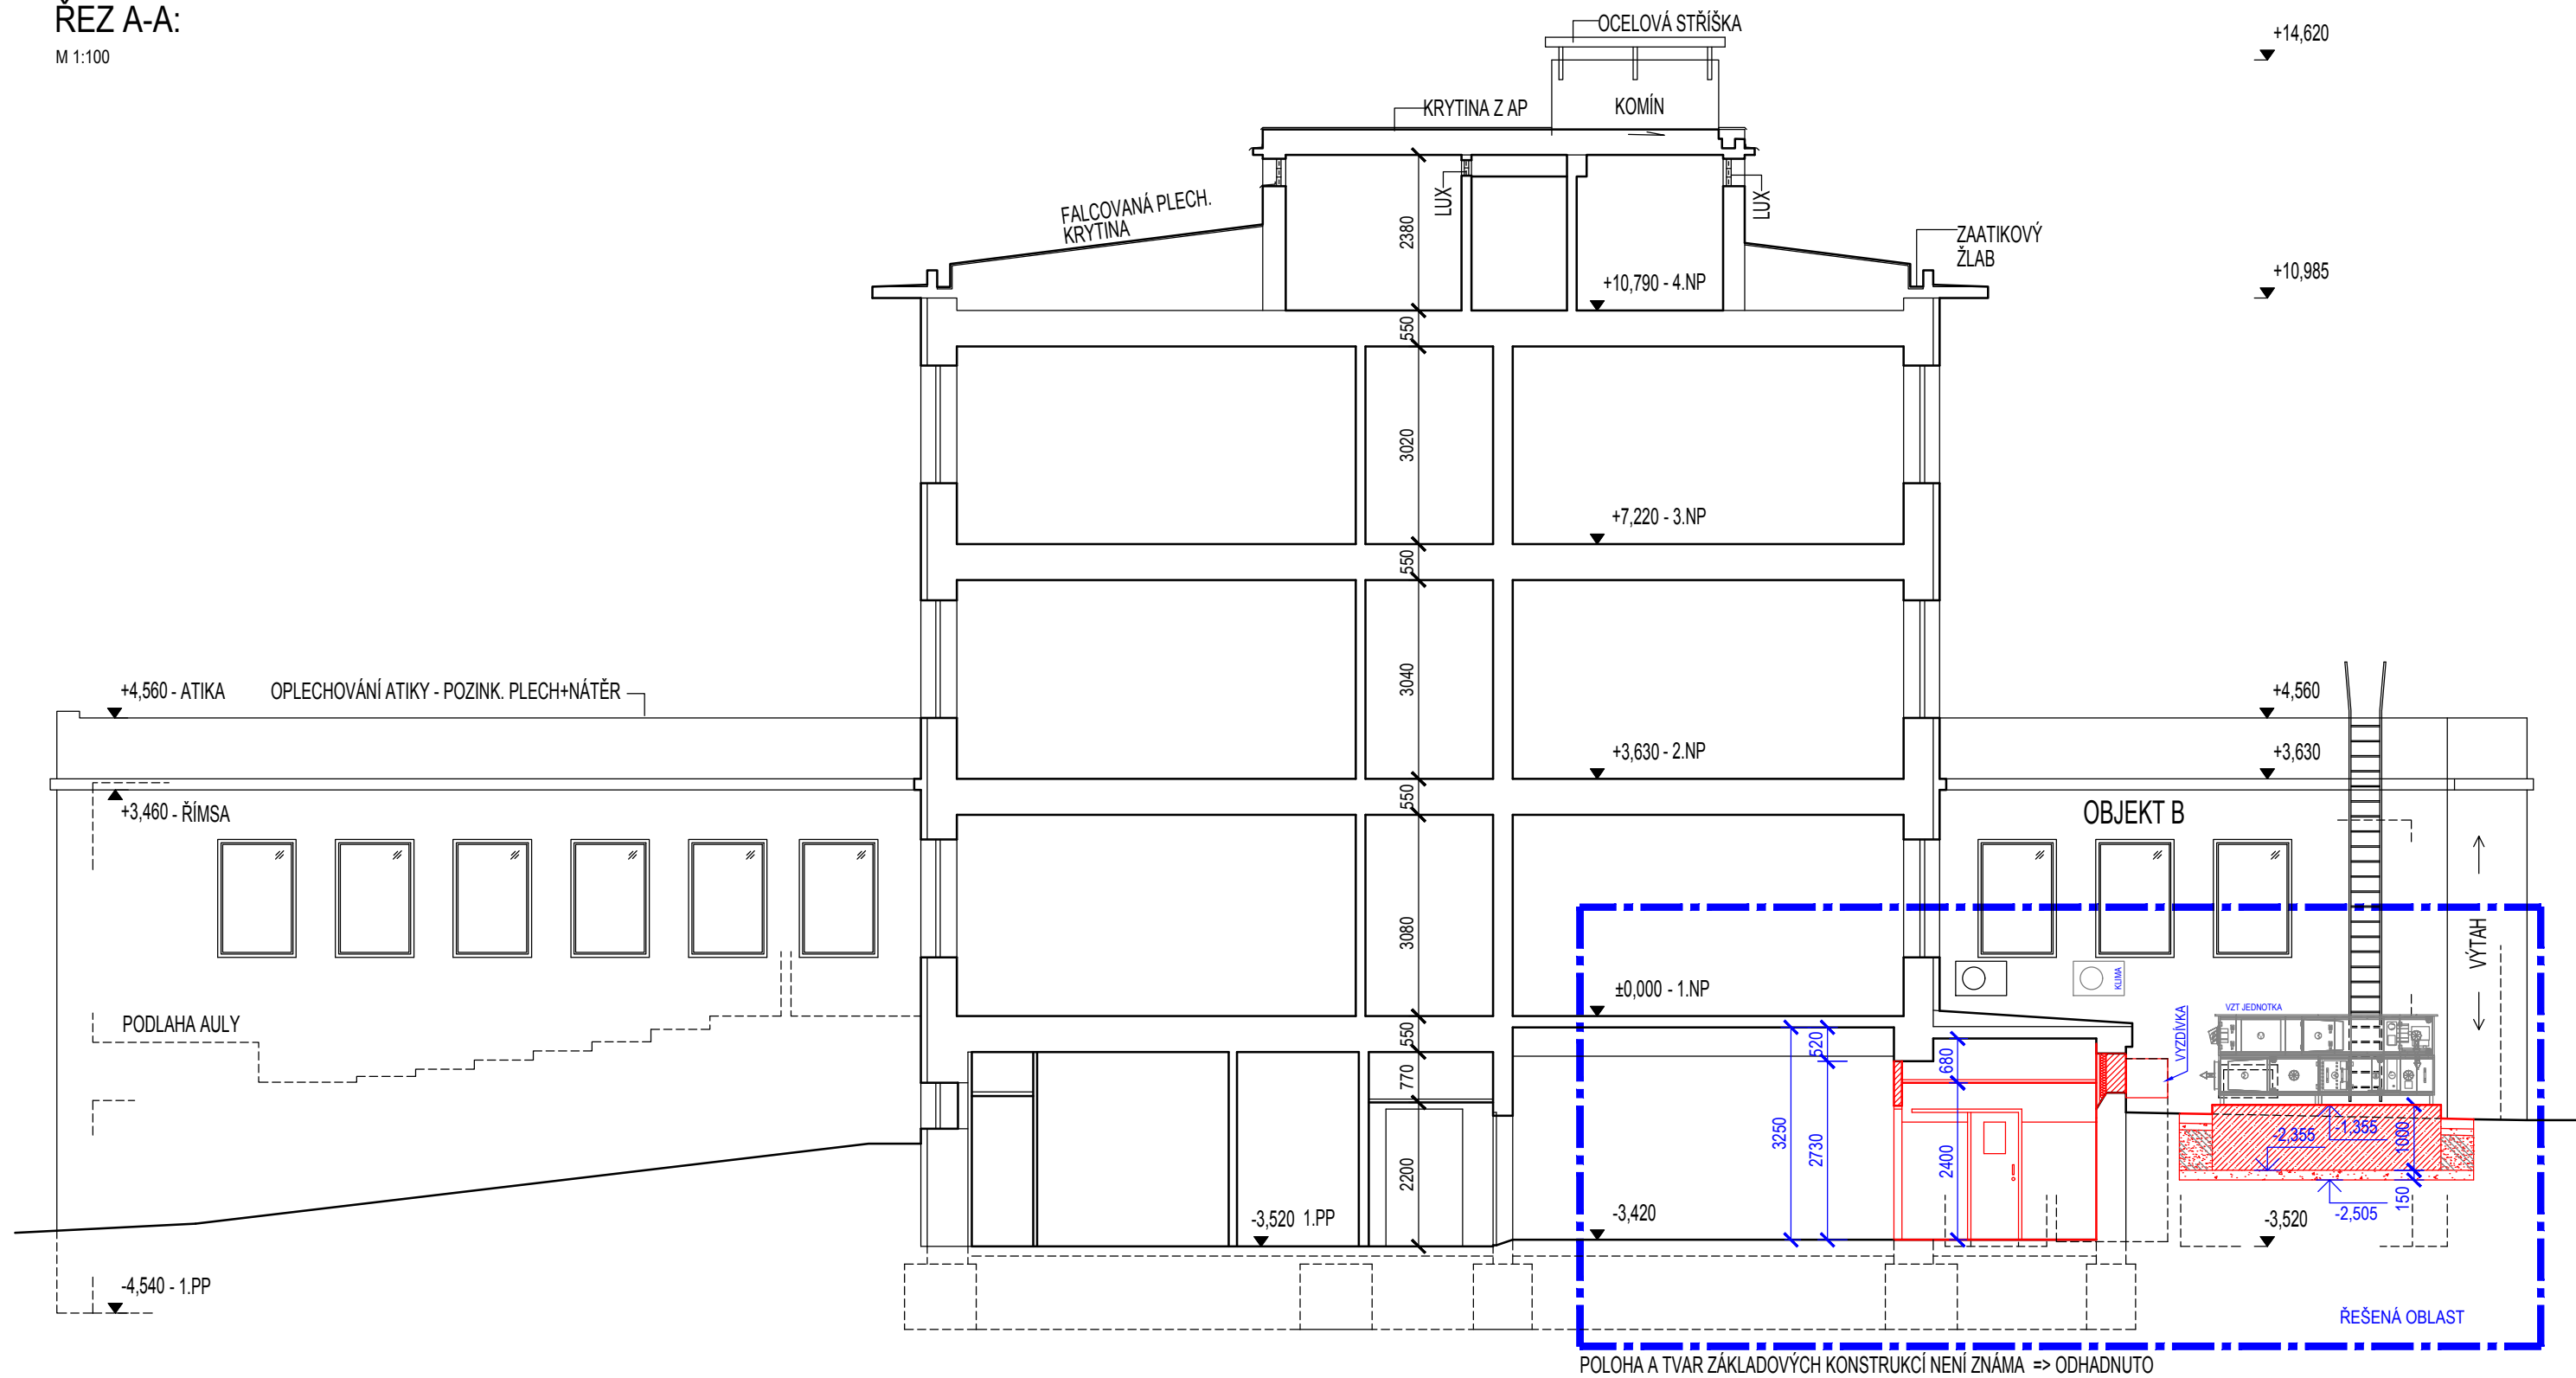 ŘEZ A-A:
M 1:100
OCELOVÁ STŘÍŠKA
+14,620
KRYTINA Z AP
KOMÍN
LUX
LUX
FALCOVANÁ PLECH.
KRYTINA
2380
ZAATIKOVÝ
ŽLAB
+10,985
+10,790 - 4.NP
550
3020
+7,220 - 3.NP
550
3040
+4,560 - ATIKA
OPLECHOVÁNÍ ATIKY - POZINK. PLECH+NÁTĚR
+4,560
+3,630 - 2.NP
+3,630
+3,460 - ŘÍMSA
550
OBJEKT B
3080
VÝTAH
KLIMA
±0,000 - 1.NP
VZT JEDNOTKA
PODLAHA AULY
550
520
680
VYZDÍVKA
770
3250
2730
2400
2200
-2,355
-1,355
1000
150
-2,505
-3,520 1.PP
-3,420
-3,520
-4,540 - 1.PP
ŘEŠENÁ OBLAST
POLOHA A TVAR ZÁKLADOVÝCH KONSTRUKCÍ NENÍ ZNÁMA => ODHADNUTO